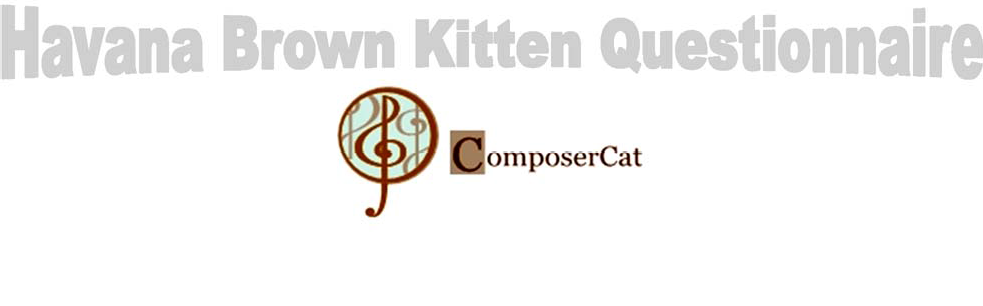 Havana Brown Kitten Questionnaire
ComposerCat